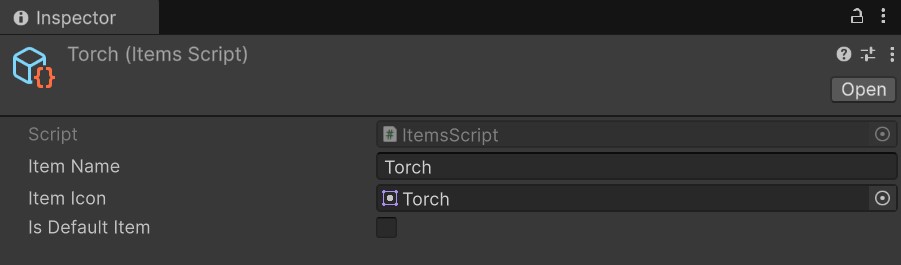 Inspector
Torch (Items Script)
Open
Script ItemsScript
Item Name Torch
Item Icon Torch
Is Default Item